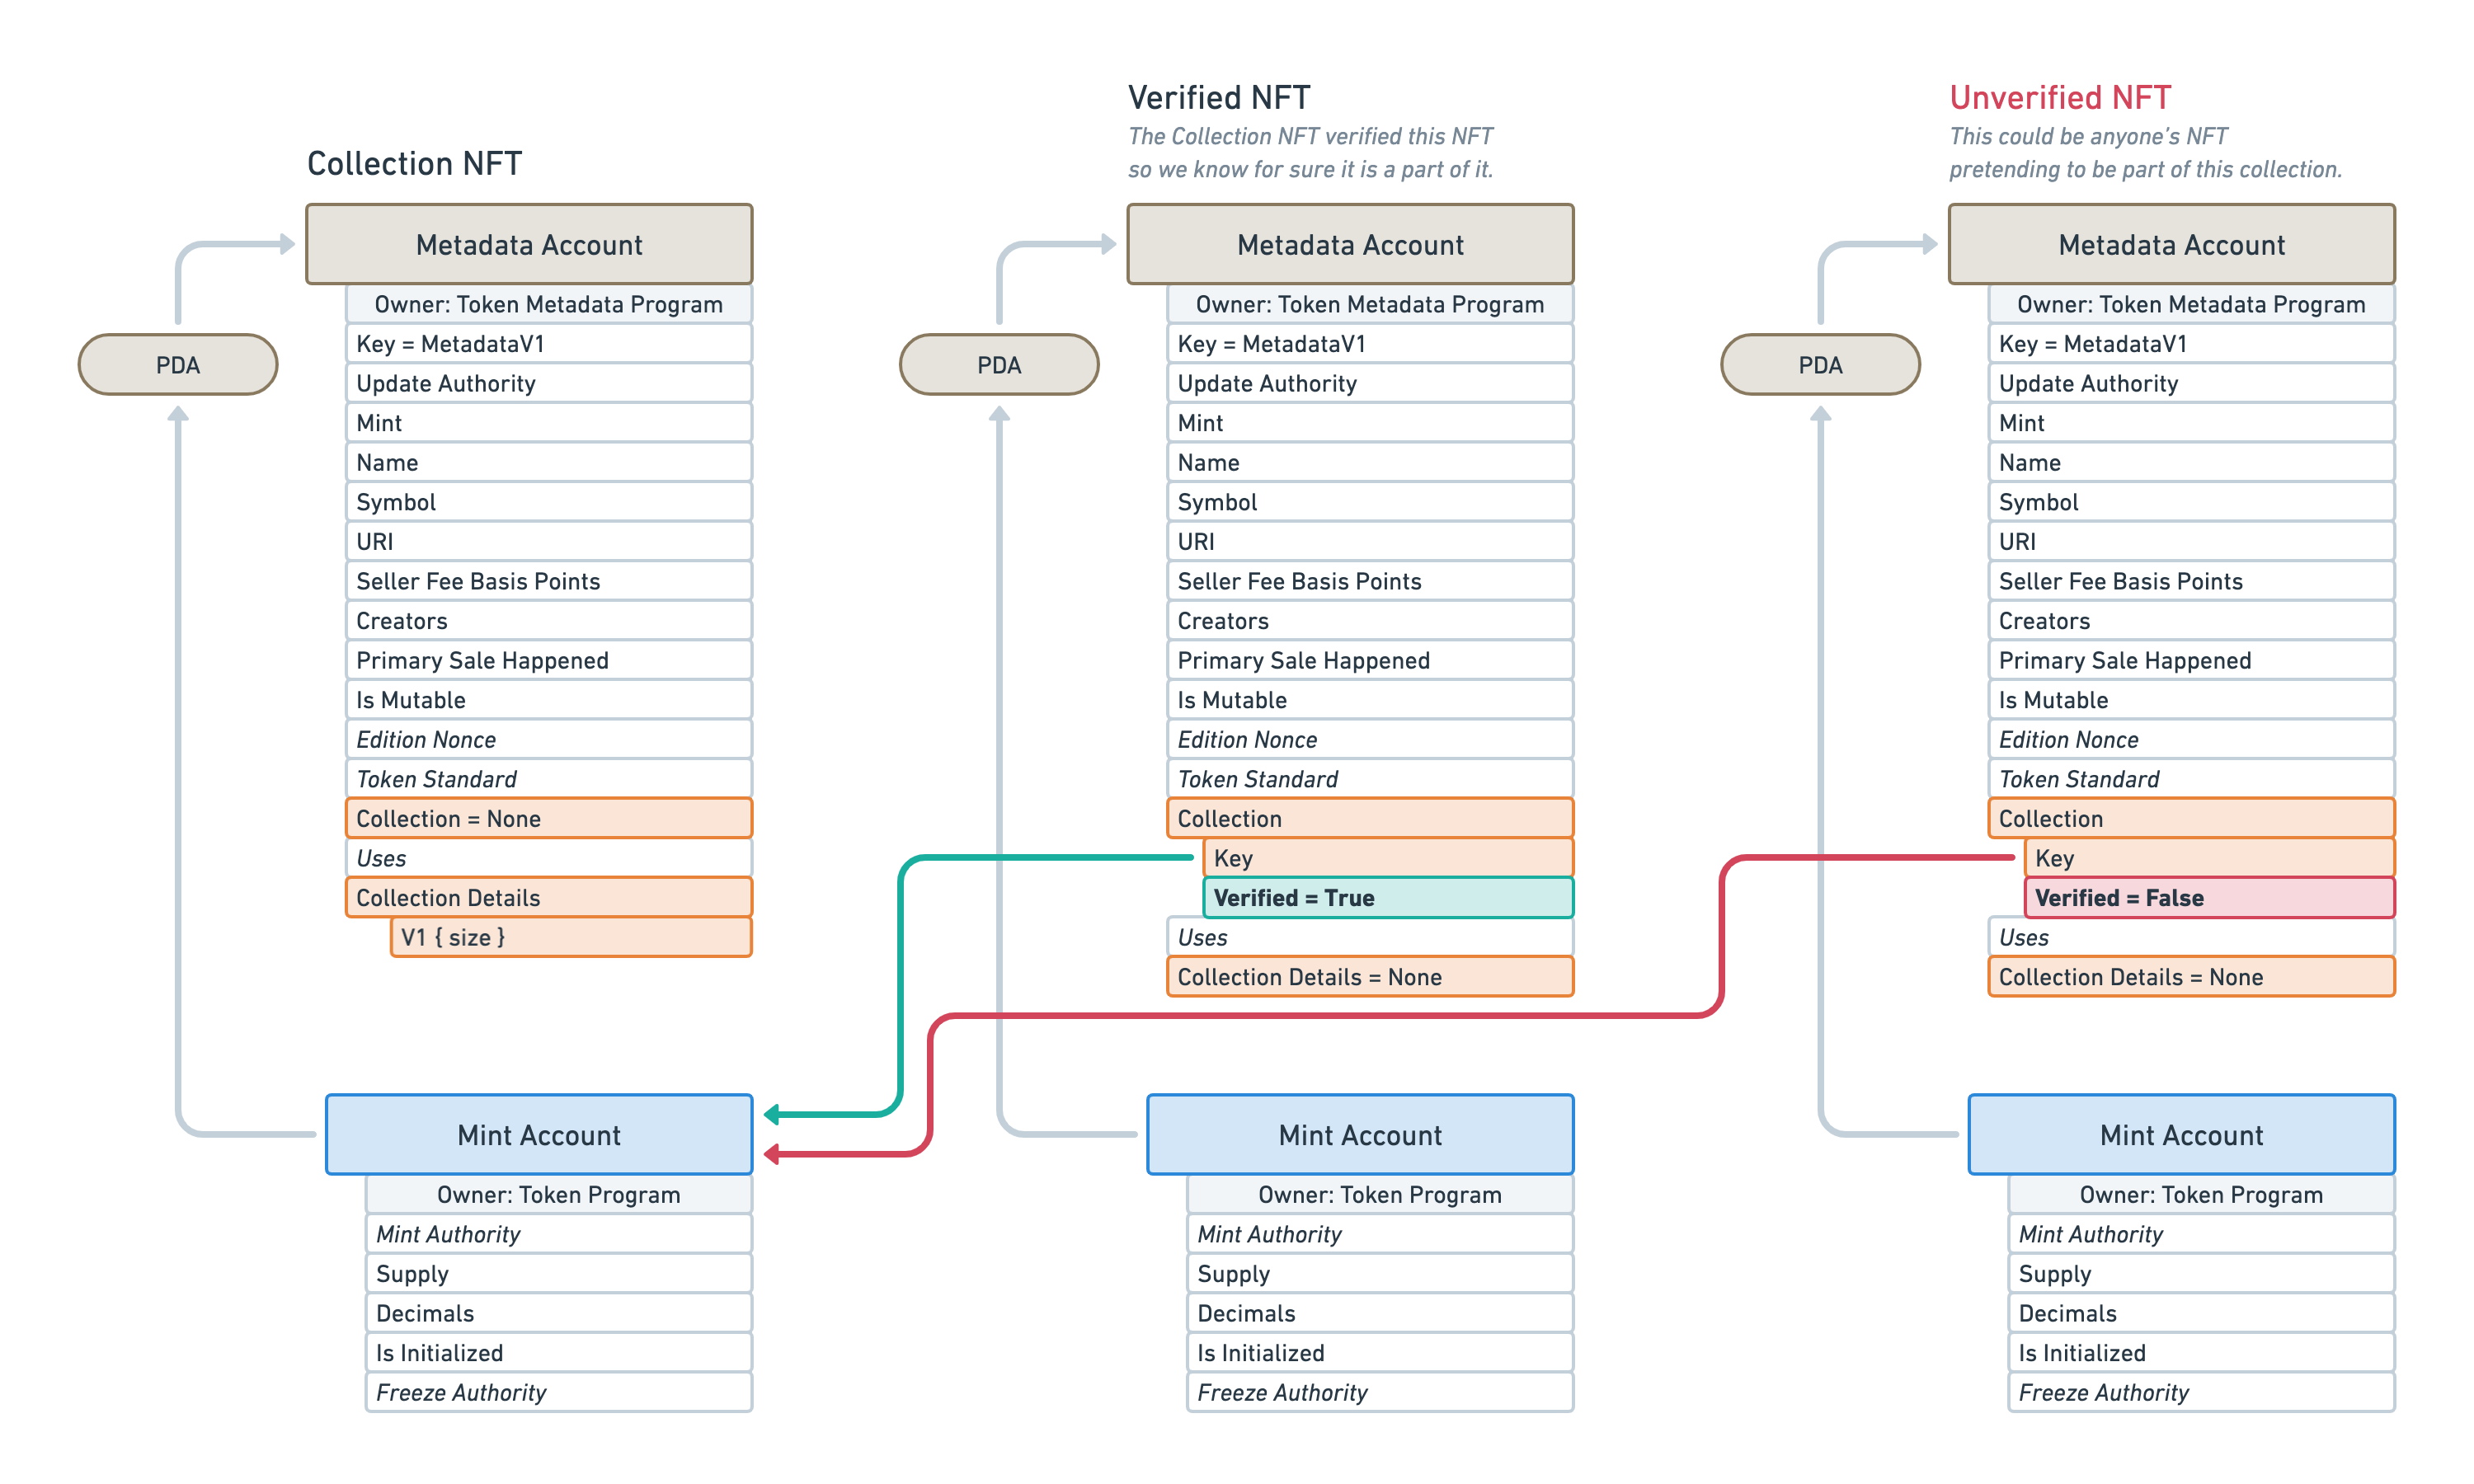 Collection NFT
Metadata Account
Owner: Token Metadata Program
Key = MetadataV1
Update Authority
Mint
Name
Symbol
URI
Seller Fee Basis Points
Creators
Primary Sale Happened
Is Mutable
Edition Nonce
Token Standard
Collection = None
Uses
Collection Details
V1 { size }
PDA
Mint Account
Owner: Token Program
Mint Authority
Supply
Decimals
Is Initialized
Freeze Authority
Verified NFT
The Collection NFT verified this NFT
so we know for sure it is a part of it.
Metadata Account
Owner: Token Metadata Program
Key = MetadataV1
Update Authority
Mint
Name
Symbol
URI
Seller Fee Basis Points
Creators
Primary Sale Happened
Is Mutable
Edition Nonce
Token Standard
Collection
Key
Verified = True
Uses
Collection Details = None
PDA
Mint Account
Owner: Token Program
Mint Authority
Supply
Decimals
Is Initialized
Freeze Authority
Unverified NFT
This could be anyone's NFT
pretending to be part of this collection.
Metadata Account
Owner: Token Metadata Program
Key = MetadataV1
Update Authority
Mint
Name
Symbol
URI
Seller Fee Basis Points
Creators
Primary Sale Happened
Is Mutable
Edition Nonce
Token Standard
Collection
Key
Verified = False
Uses
Collection Details = None
PDA
Mint Account
Owner: Token Program
Mint Authority
Supply
Decimals
Is Initialized
Freeze Authority